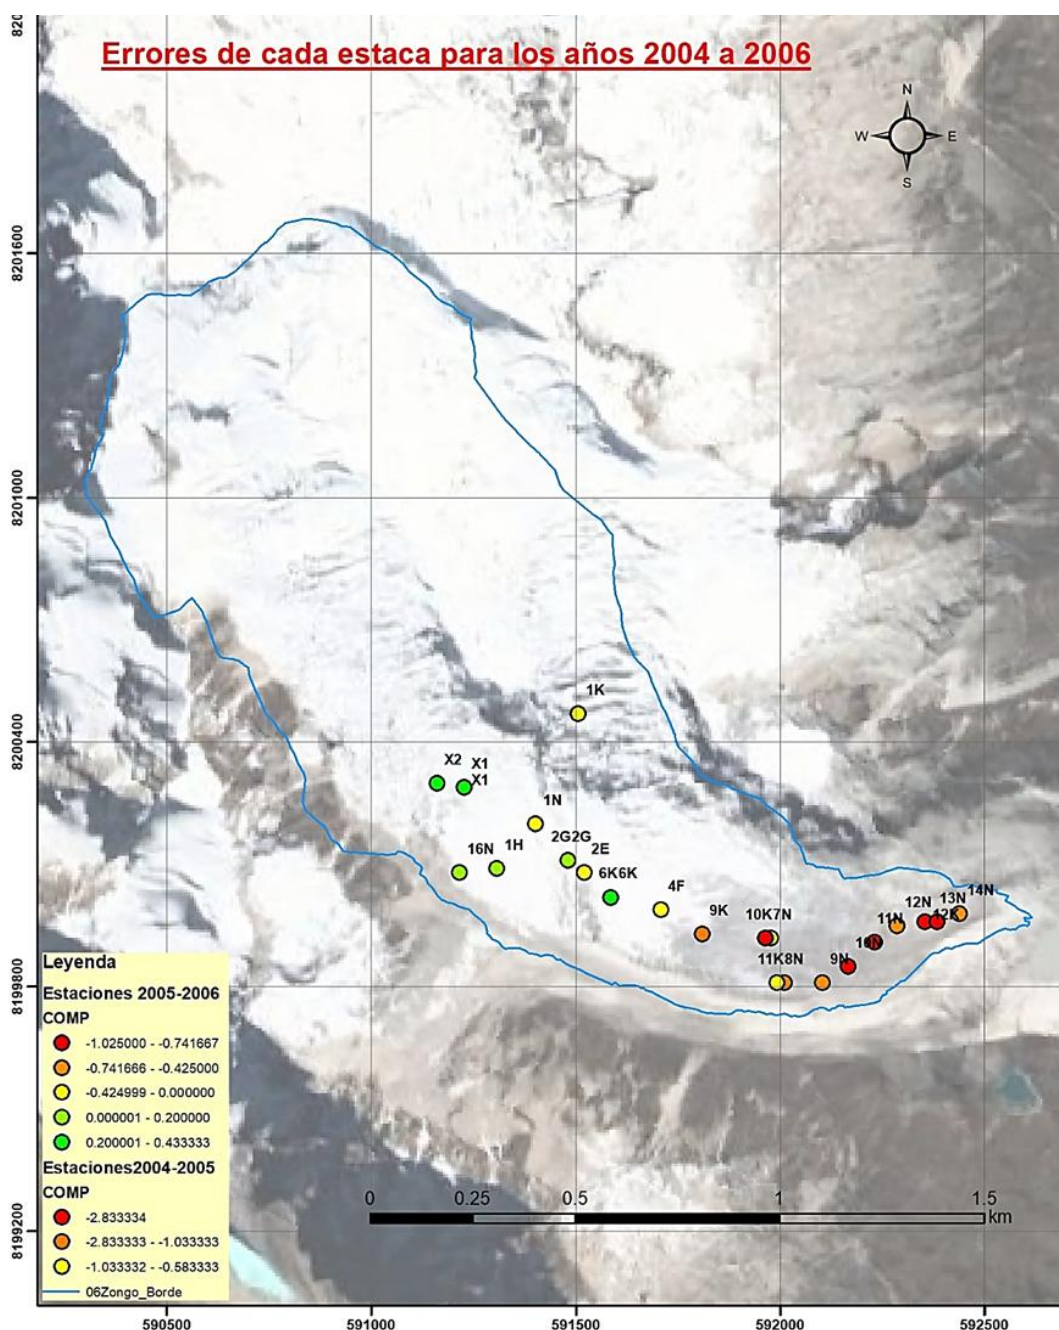 Errores de cada estaca para los años 2004 a 2006
N
W E
S
8201600
8201000
8200400
8199800
8199200
1K
X2 X1
X1
1N
2G2G
1H
2E
16N
6K6K
4F
9K
10K7N
11K8N
9N
10N
11N
12N
12K
13N
14N
Leyenda
Estaciones 2005-2006
COMP
-1.025000 - -0.741667
-0.741666 - -0.425000
-0.424999 - 0.000000
0.000001 - 0.200000
0.200001 - 0.433333
Estaciones2004-2005
COMP
-2.833334
-2.833333 - -1.033333
-1.033332 - -0.583333
06Zongo_Borde
0 0.25 0.5 1 1.5
km
590500 591000 591500 592000 592500